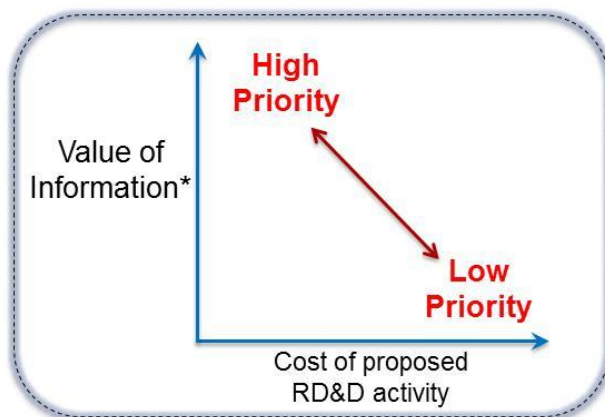 High
Priority
Value of
Information*
Low
Priority
Cost of proposed
RD&D activity